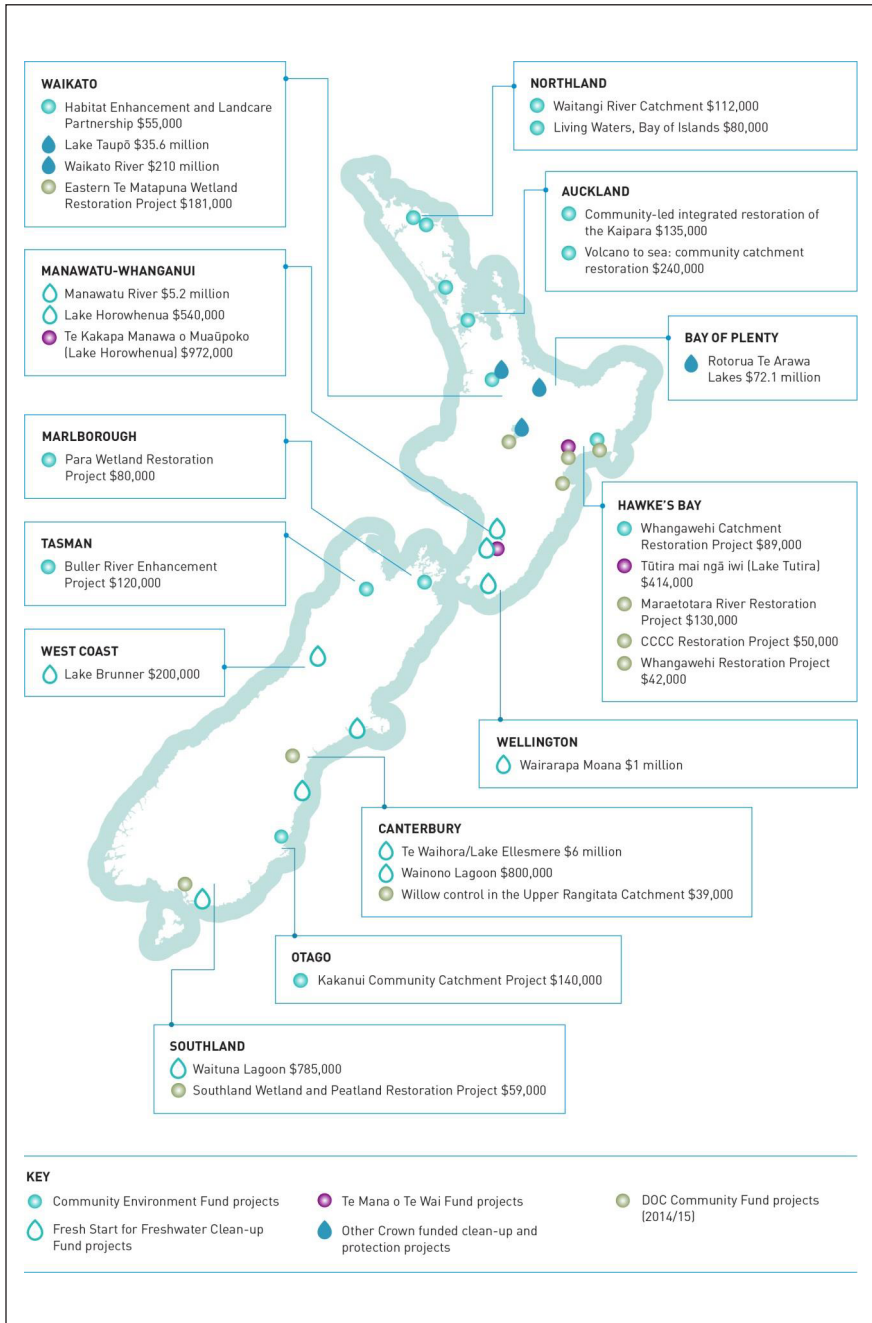 WAIKATO
Habitat Enhancement and Landcare
Partnership $55,000
Lake Taupō $35.6 million
Waikato River $210 million
Eastern Te Matapuna Wetland
Restoration Project $181,000
NORTHLAND
Waitangi River Catchment $112,000
Living Waters, Bay of Islands $80,000
AUCKLAND
Community-led integrated restoration of
the Kaipara $135,000
Volcano to sea: community catchment
restoration $240,000
MANAWATU-WHANGANUI
Manawatu River $5.2 million
Lake Horowhenua $540,000
Te Kakapa Manawa o Muaūpoko
(Lake Horowhenua) $972,000
BAY OF PLENTY
Rotorua Te Arawa
Lakes $72.1 million
MARLBOROUGH
Para Wetland Restoration
Project $80,000
HAWKE'S BAY
Whangawehi Catchment
Restoration Project $89,000
Tūtira mai ngā iwi (Lake Tutira)
$414,000
Maraetotara River Restoration
Project $130,000
CCCC Restoration Project $50,000
Whangawehi Restoration Project
$42,000
TASMAN
Buller River Enhancement
Project $120,000
WEST COAST
Lake Brunner $200,000
WELLINGTON
Wairarapa Moana $1 million
CANTERBURY
Te Waihora/Lake Ellesmere $6 million
Wainono Lagoon $800,000
Willow control in the Upper Rangitata Catchment $39,000
OTAGO
Kakanui Community Catchment Project $140,000
SOUTHLAND
Waituna Lagoon $785,000
Southland Wetland and Peatland Restoration Project $59,000
KEY
Community Environment Fund projects
Fresh Start for Freshwater Clean-up
Fund projects
Te Mana o Te Wai Fund projects
Other Crown funded clean-up and
protection projects
DOC Community Fund projects
(2014/15)